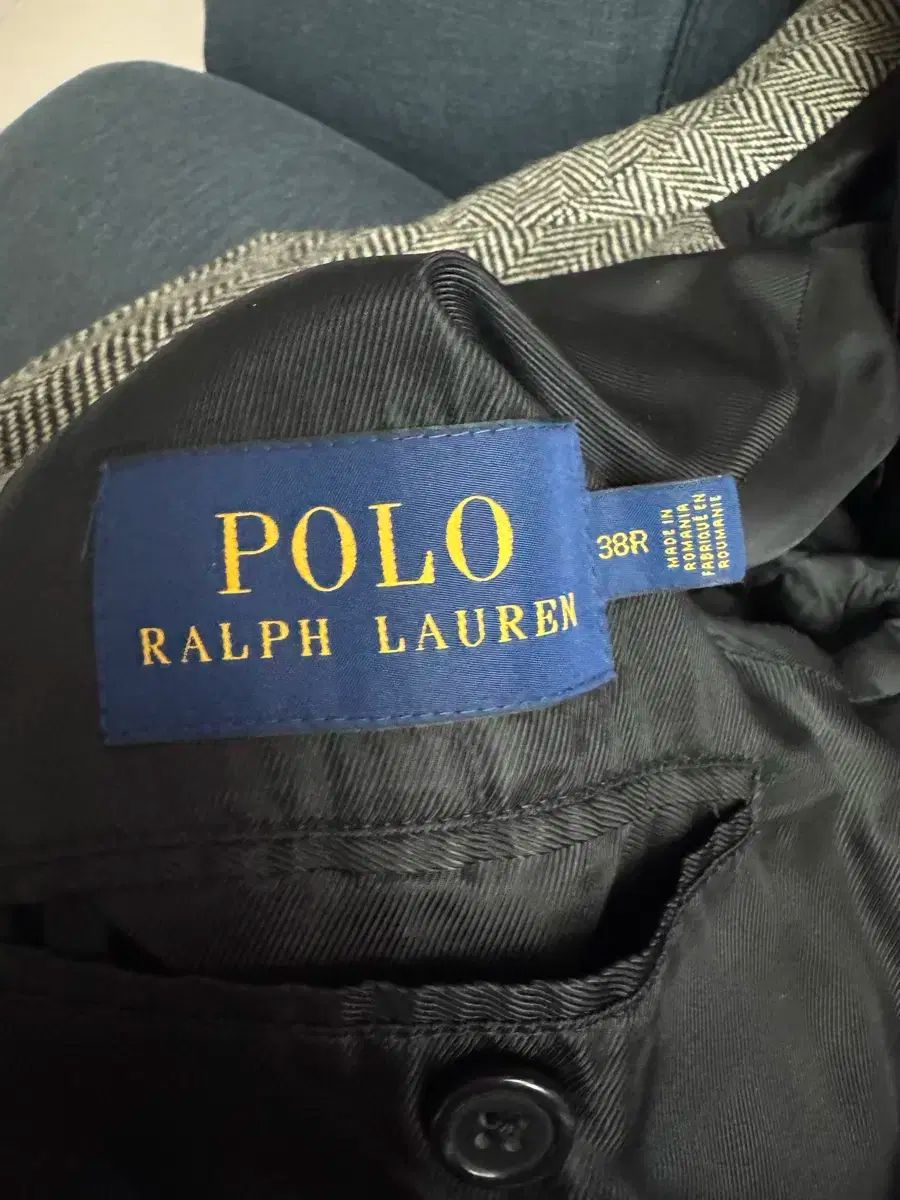 POLO
RALPH LAUREN
38R
MADE IN
ROMANIA
FABRIQUÉ EN
ROUMANIE